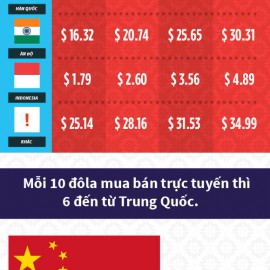 HÀN QUỐC
$ 16.32 $ 20.74 $ 25.65 $ 30.31
ẤN ĐỘ
$ 1.79 $ 2.60 $ 3.56 $ 4.89
INDONESIA
! $ 25.14 $ 28.16 $ 31.53 $ 34.99
KHÁC
Mỗi 10 đôla mua bán trực tuyến thì
6 đến từ Trung Quốc.